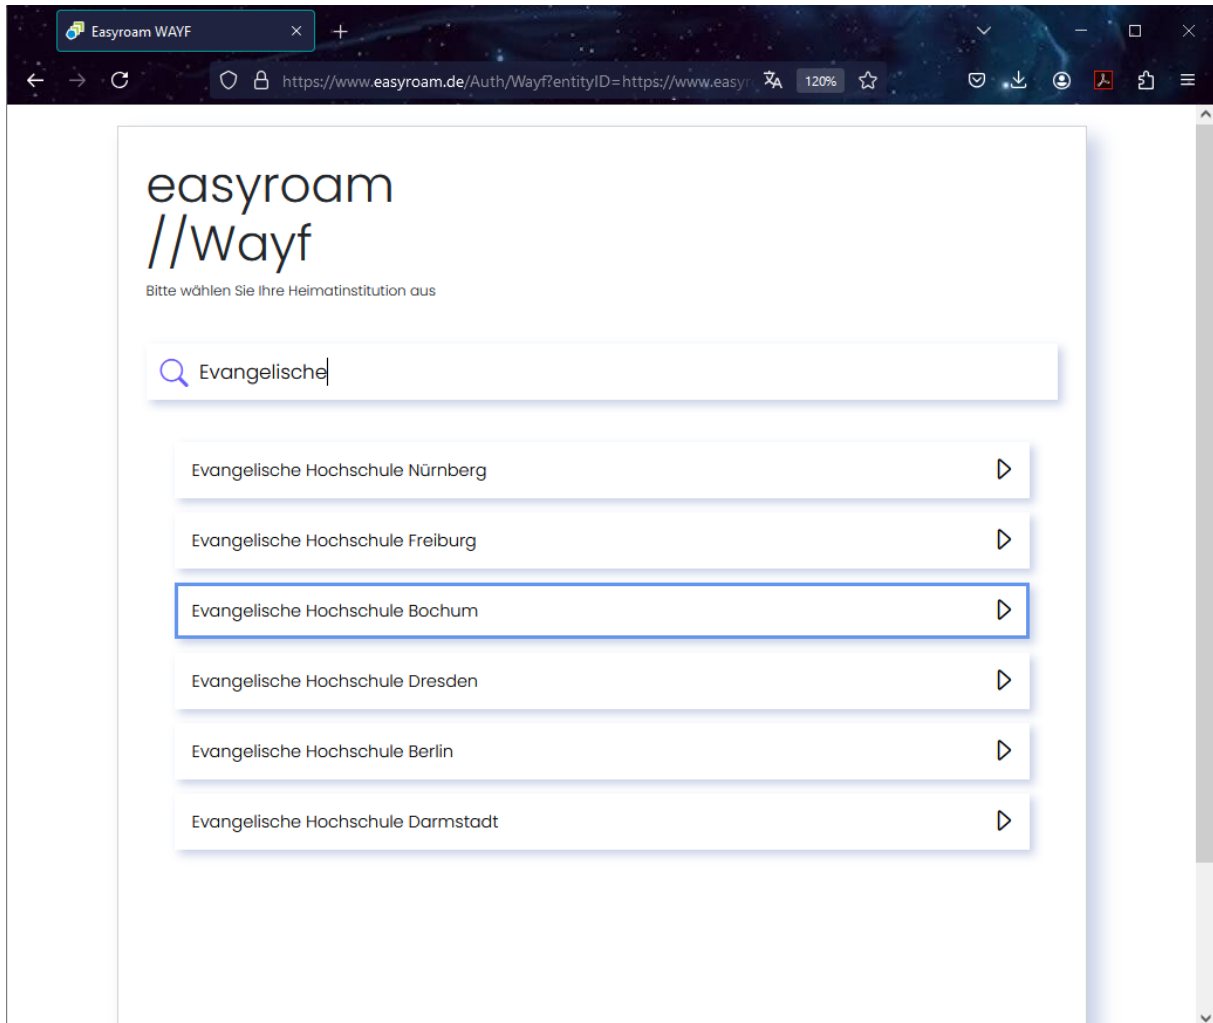 Easyroam WAYF
https://www.easyroam.de/Auth/Wayf?entityID=https://www.easyr
120%
easyroam
//Wayf
Bitte wählen Sie Ihre Heimatinstitution aus
Evangelische
Evangelische Hochschule Nürnberg
Evangelische Hochschule Freiburg
Evangelische Hochschule Bochum
Evangelische Hochschule Dresden
Evangelische Hochschule Berlin
Evangelische Hochschule Darmstadt